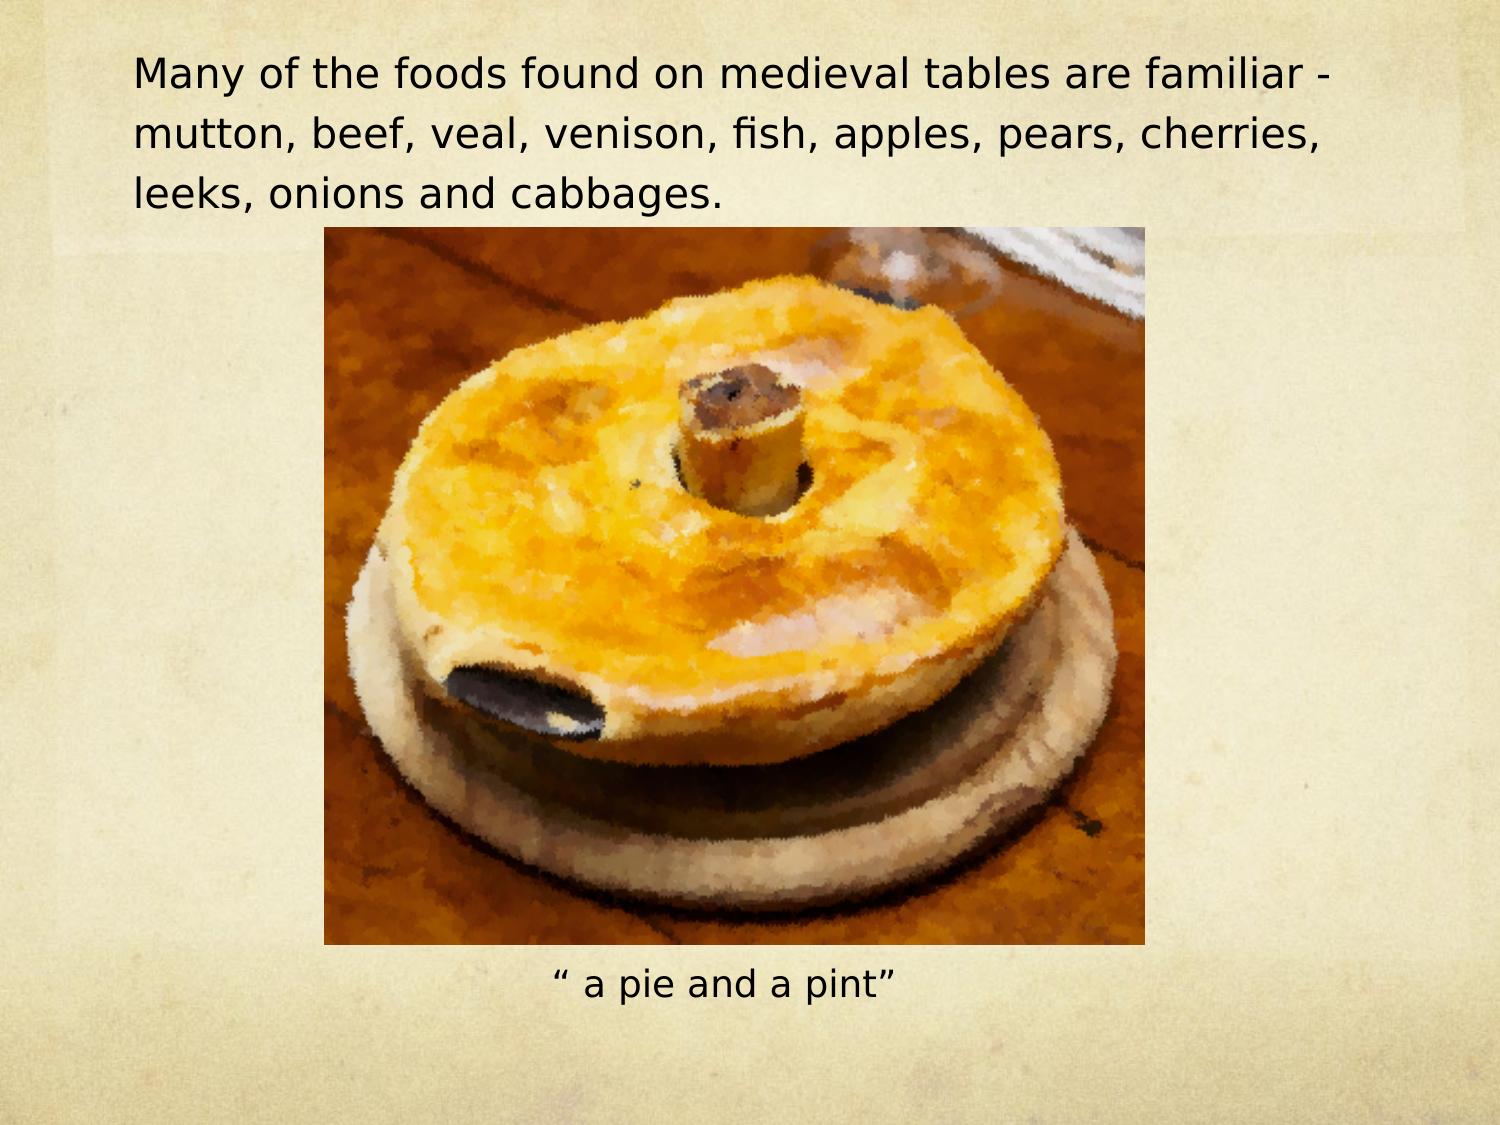 Many of the foods found on medieval tables are familiar -
mutton, beef, veal, venison, fish, apples, pears, cherries,
leeks, onions and cabbages.
“ a pie and a pint”